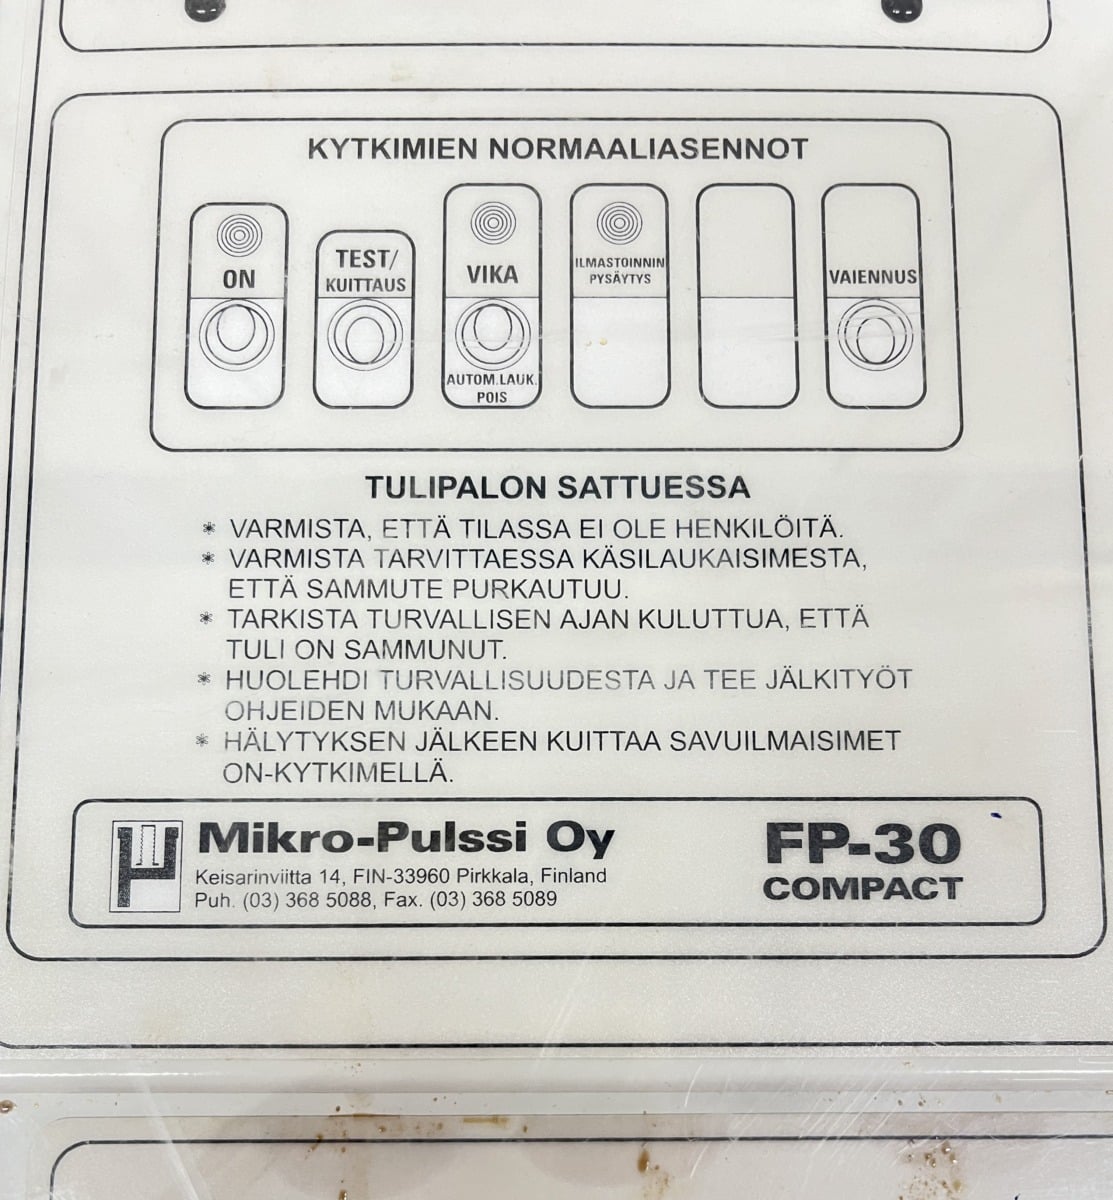 KYTKIMIEN NORMAALIASENNOT
ON
TEST/
KUITTAUS
VIKA
AUTOM.LAUK.
POIS
ILMASTOINNIN
PYSÄYTYS
VAIENNUS
TULIPALON SATTUESSA
* VARMISTA, ETTÄ TILASSA EI OLE HENKILÖITÄ.
* VARMISTA TARVITTAESSA KÄSILAUKAISIMESTA,
ETTÄ SAMMUTE PURKAUTUU.
* TARKISTA TURVALLISEN AJAN KULUTTUA, ETTÄ
TULI ON SAMMUNUT.
* HUOLEHDI TURVALLISUUDESTA JA TEE JÄLKITYÖT
OHJEIDEN MUKAAN.
* HÄLYTYKSEN JÄLKEEN KUITTAA SAVUILMAISIMET
ON-KYTKIMELLÄ.
Mikro-Pulssi Oy
Keisarinviitta 14, FIN-33960 Pirkkala, Finland
Puh. (03) 368 5088, Fax. (03) 368 5089
FP-30
COMPACT